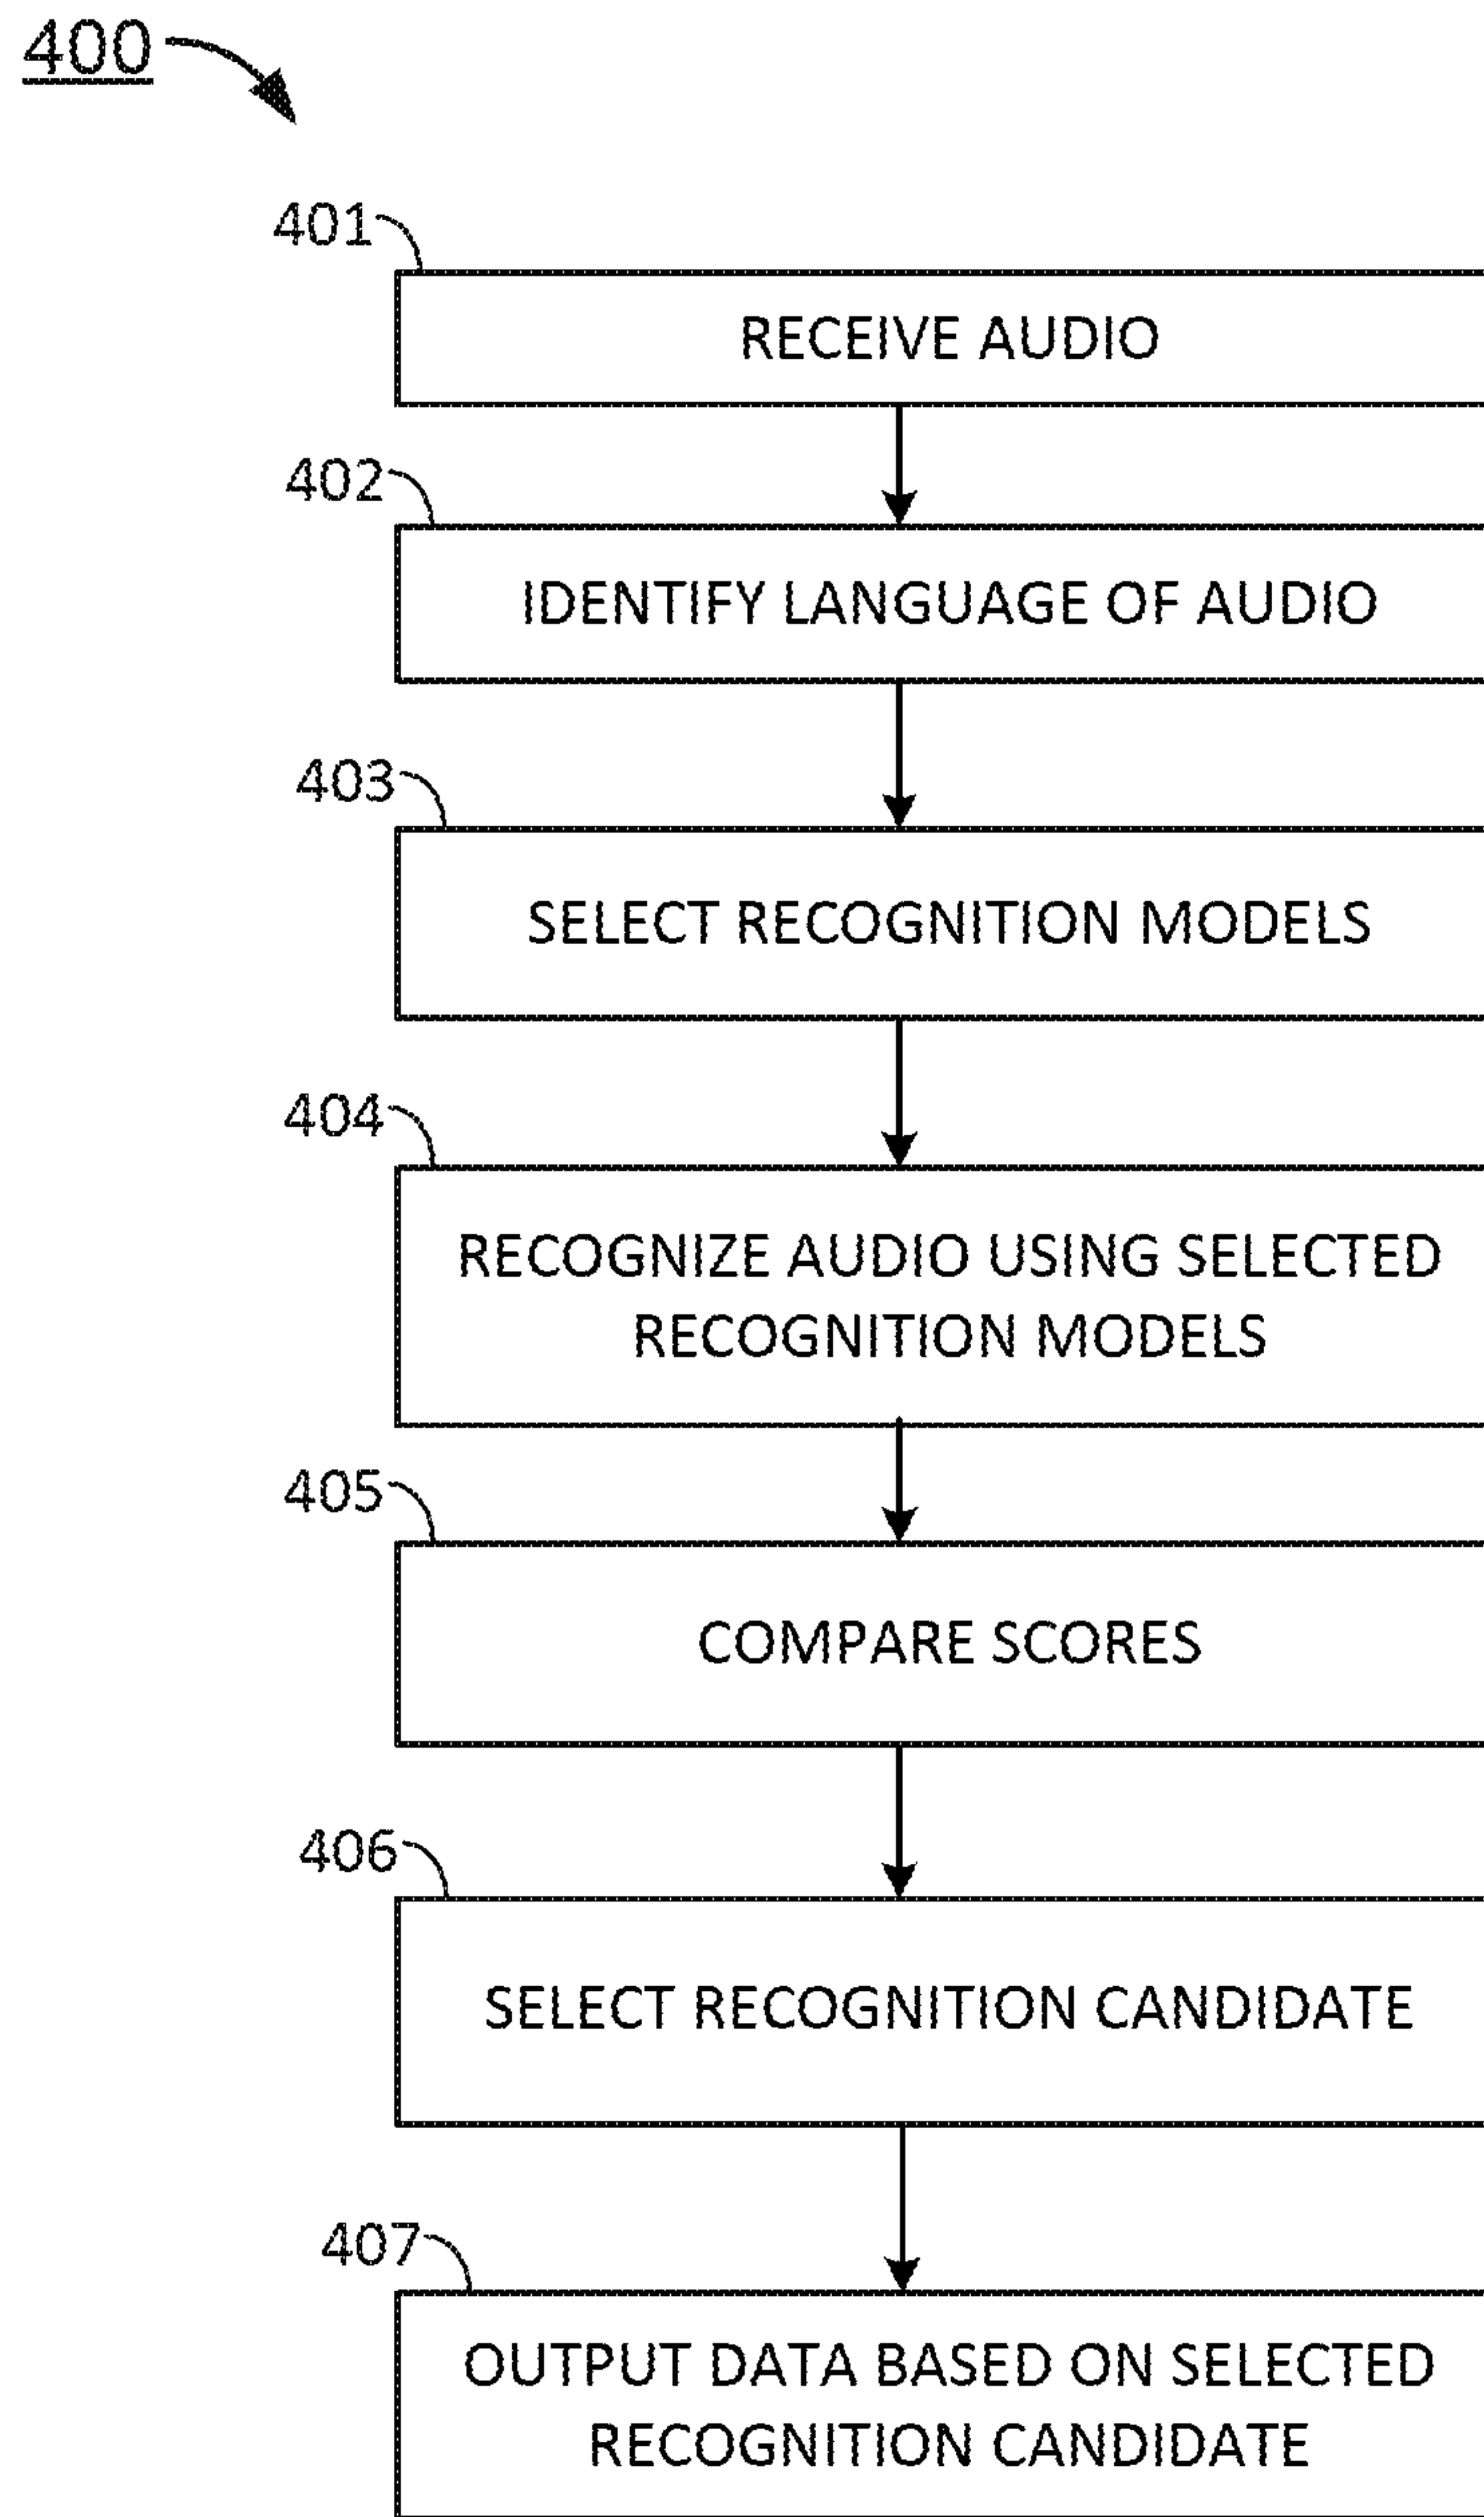 400
401
RECEIVE AUDIO
402
IDENTIFY LANGUAGE OF AUDIO
403
SELECT RECOGNITION MODELS
404
RECOGNIZE AUDIO USING SELECTED
RECOGNITION MODELS
405
COMPARE SCORES
406
SELECT RECOGNITION CANDIDATE
407
OUTPUT DATA BASED ON SELECTED
RECOGNITION CANDIDATE